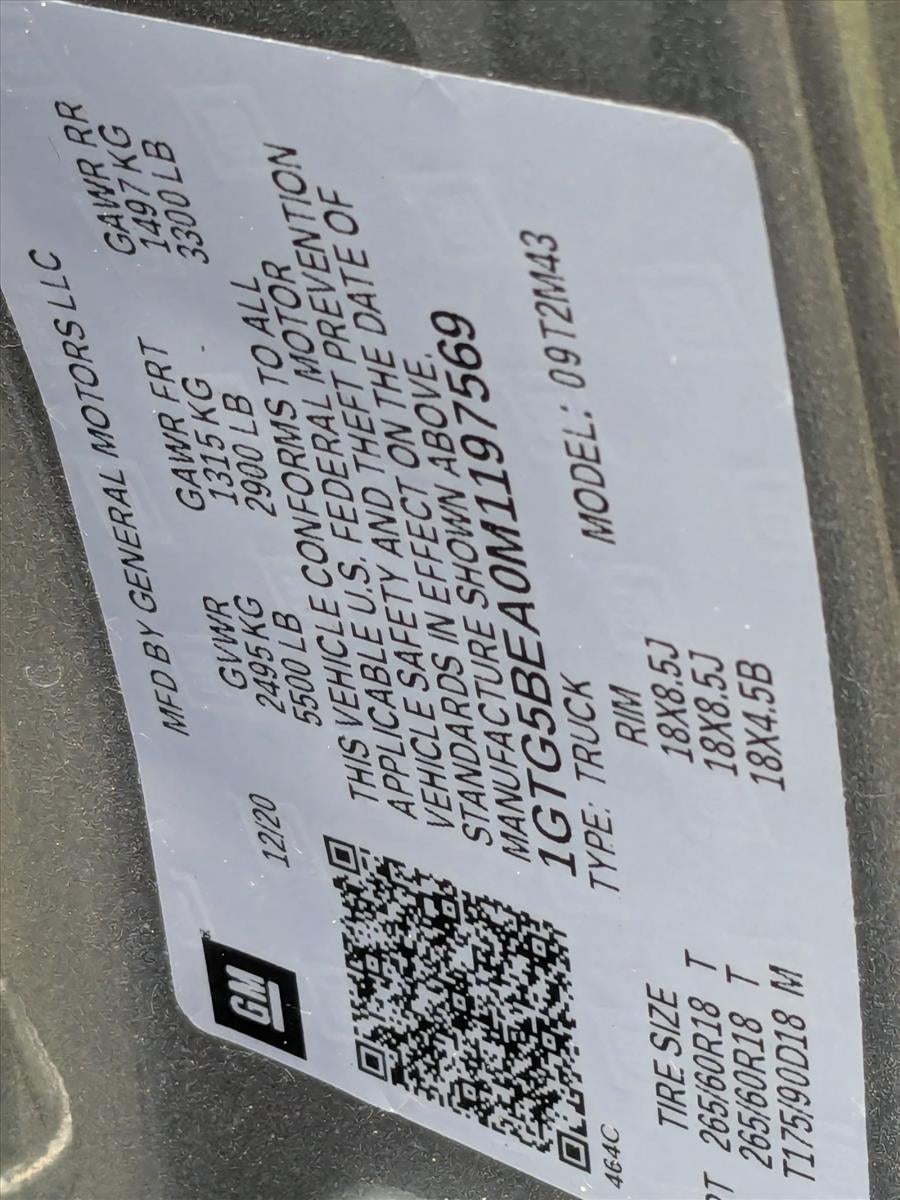 MFD BY GENERAL MOTORS LLC
GM
12/20
GVWR GAWR FRT GAWR RR
2495 KG 1315 KG 1497 KG
5500 LB 2900 LB 3300 LB
THIS VEHICLE CONFORMS TO ALL
APPLICABLE U.S. FEDERAL MOTOR
VEHICLE SAFETY AND THEFT PREVENTION
STANDARDS IN EFFECT ON THE DATE OF
MANUFACTURE SHOWN ABOVE.
1GTG5BEA0M1197569
TYPE: TRUCK MODEL: 09T2M43
464C
TIRE SIZE RIM
265/60R18 T 18X8.5J
265/60R18 T 18X8.5J
T175/90D18 M 18X4.5B